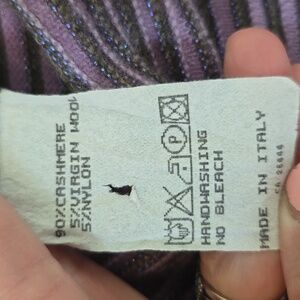 90%CASHMERE
5%VIRGIN WOOL
5%NYLON
P
HANDWASHING
NO BLEACH
MADE IN ITALY